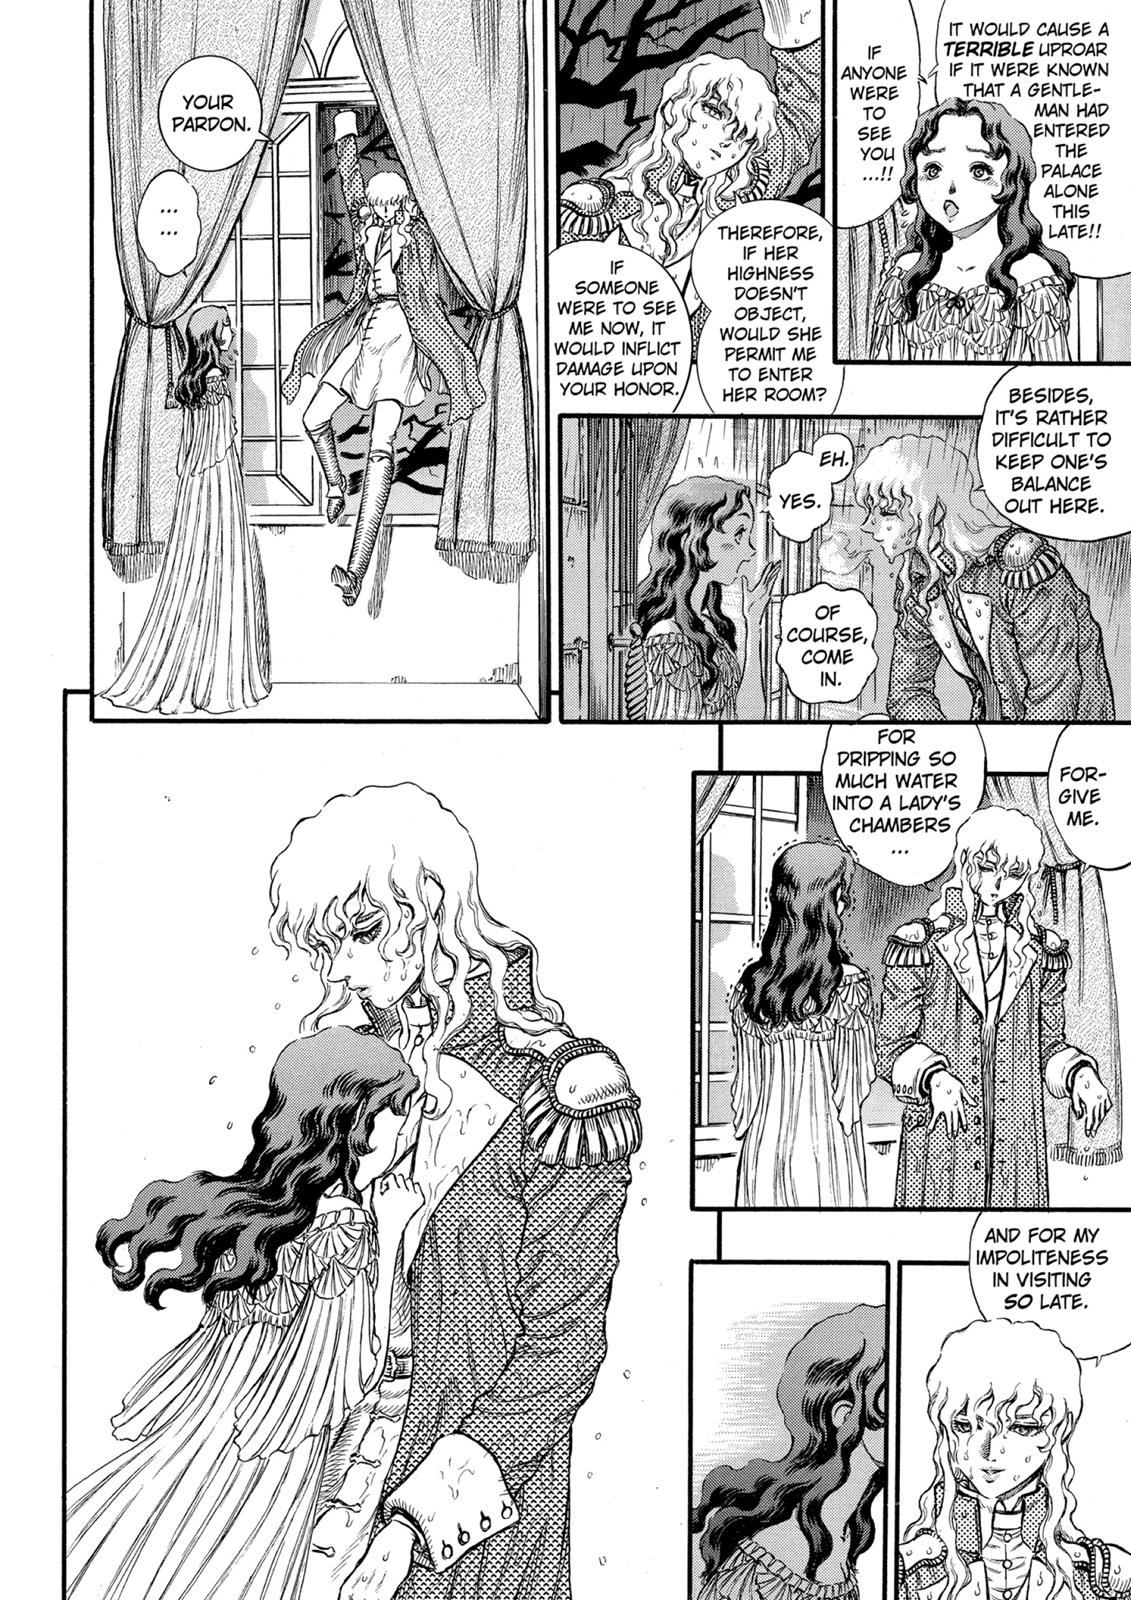 IT WOULD CAUSE A
TERRIBLE UPROAR
IF IT WERE KNOWN
THAT A GENTLE-
MAN HAD
ENTERED
THE
PALACE
ALONE
THIS
LATE!!
IF
ANYONE
WERE
TO
SEE
YOU
...!!
THEREFORE,
IF HER
HIGHNESS
DOESN'T
OBJECT,
WOULD SHE
PERMIT ME
TO ENTER
HER ROOM?
IF
SOMEONE
WERE TO SEE
ME NOW, IT
WOULD INFLICT
DAMAGE UPON
YOUR HONOR.
BESIDES,
IT'S RATHER
DIFFICULT TO
KEEP ONE'S
BALANCE
OUT HERE.
EH.
YES.
OF
COURSE,
COME
IN.
YOUR
PARDON.
...
...
FOR-
GIVE
ME.
FOR
DRIPPING SO
MUCH WATER
INTO A LADY'S
CHAMBERS
...
AND FOR MY
IMPOLITENESS
IN VISITING
SO LATE.